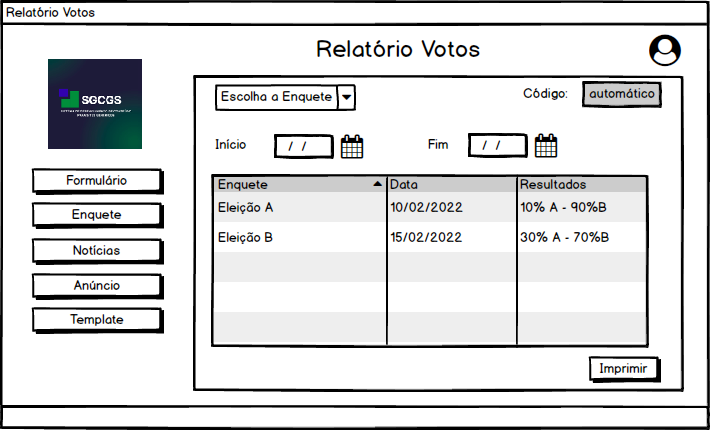 Relatório Votos
Relatório Votos
SGCGS
Escolha a Enquete
Código:
automático
Início
/ /
Fim
/ /
Formulário
Enquete
Notícias
Anúncio
Template
Enquete Data Resultados
Eleição A 10/02/2022 10% A - 90%B
Eleição B 15/02/2022 30% A - 70%B
Imprimir